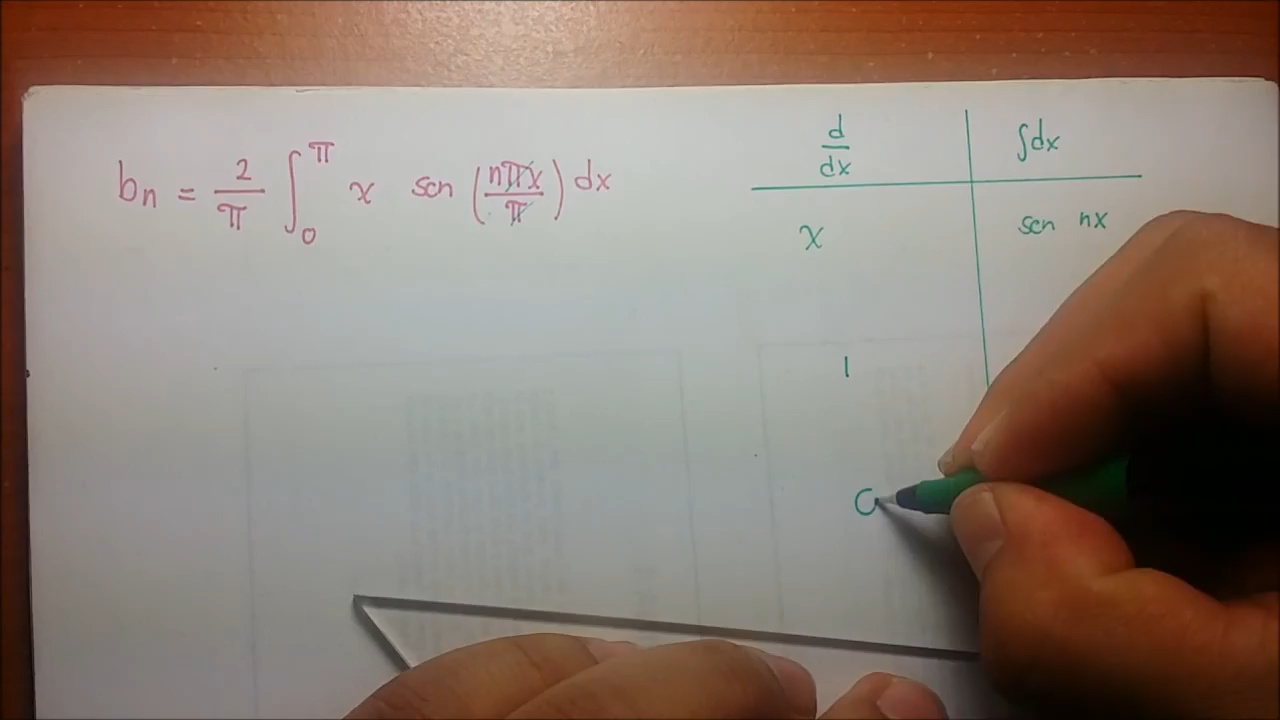 bn = 2/π ∫₀^π x sen (nπx/π) dx
d/dx ∫dx
x sen nx
1
0